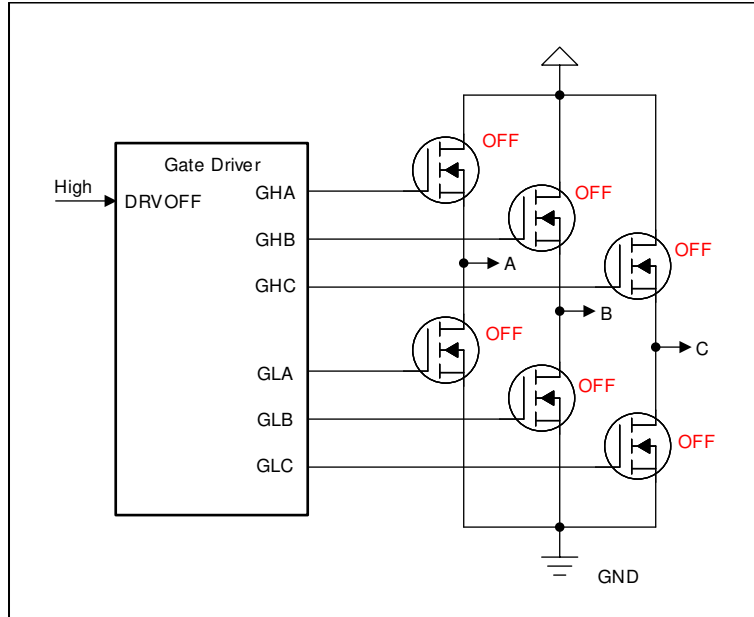 OFF
Gate Driver
High
DRVOFF
GHA
OFF
GHB
OFF
A
GHC
B
OFF
C
GLA
OFF
GLB
OFF
GLC
GND